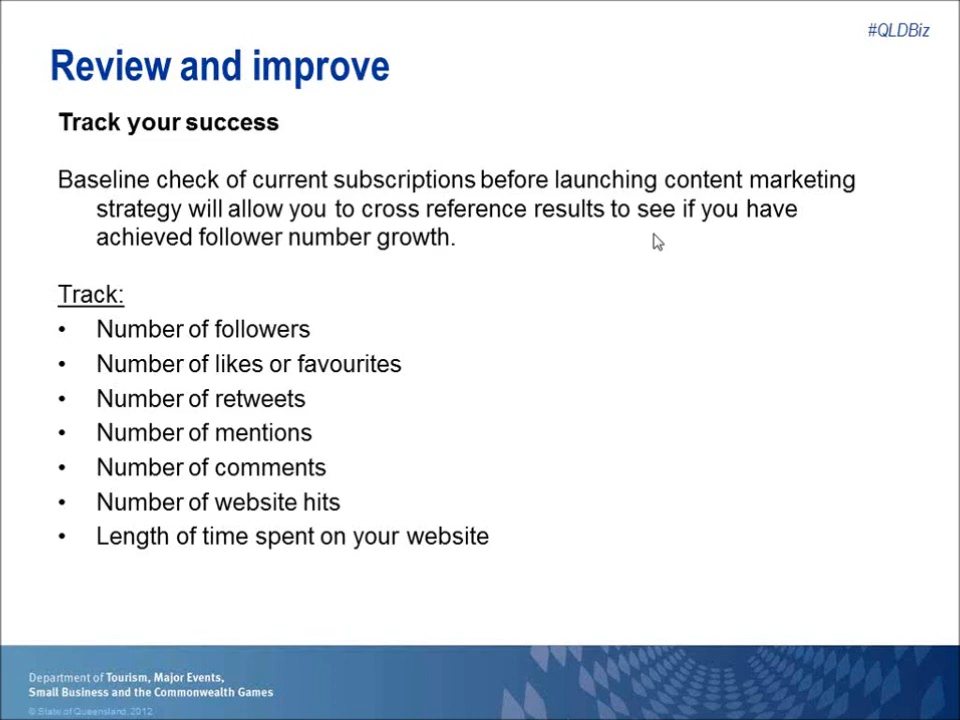 #QLDBiz
Review and improve
Track your success
Baseline check of current subscriptions before launching content marketing
strategy will allow you to cross reference results to see if you have
achieved follower number growth.
Track:
• Number of followers
• Number of likes or favourites
• Number of retweets
• Number of mentions
• Number of comments
• Number of website hits
• Length of time spent on your website
Department of Tourism, Major Events,
Small Business and the Commonwealth Games
© State of Queensland, 2012